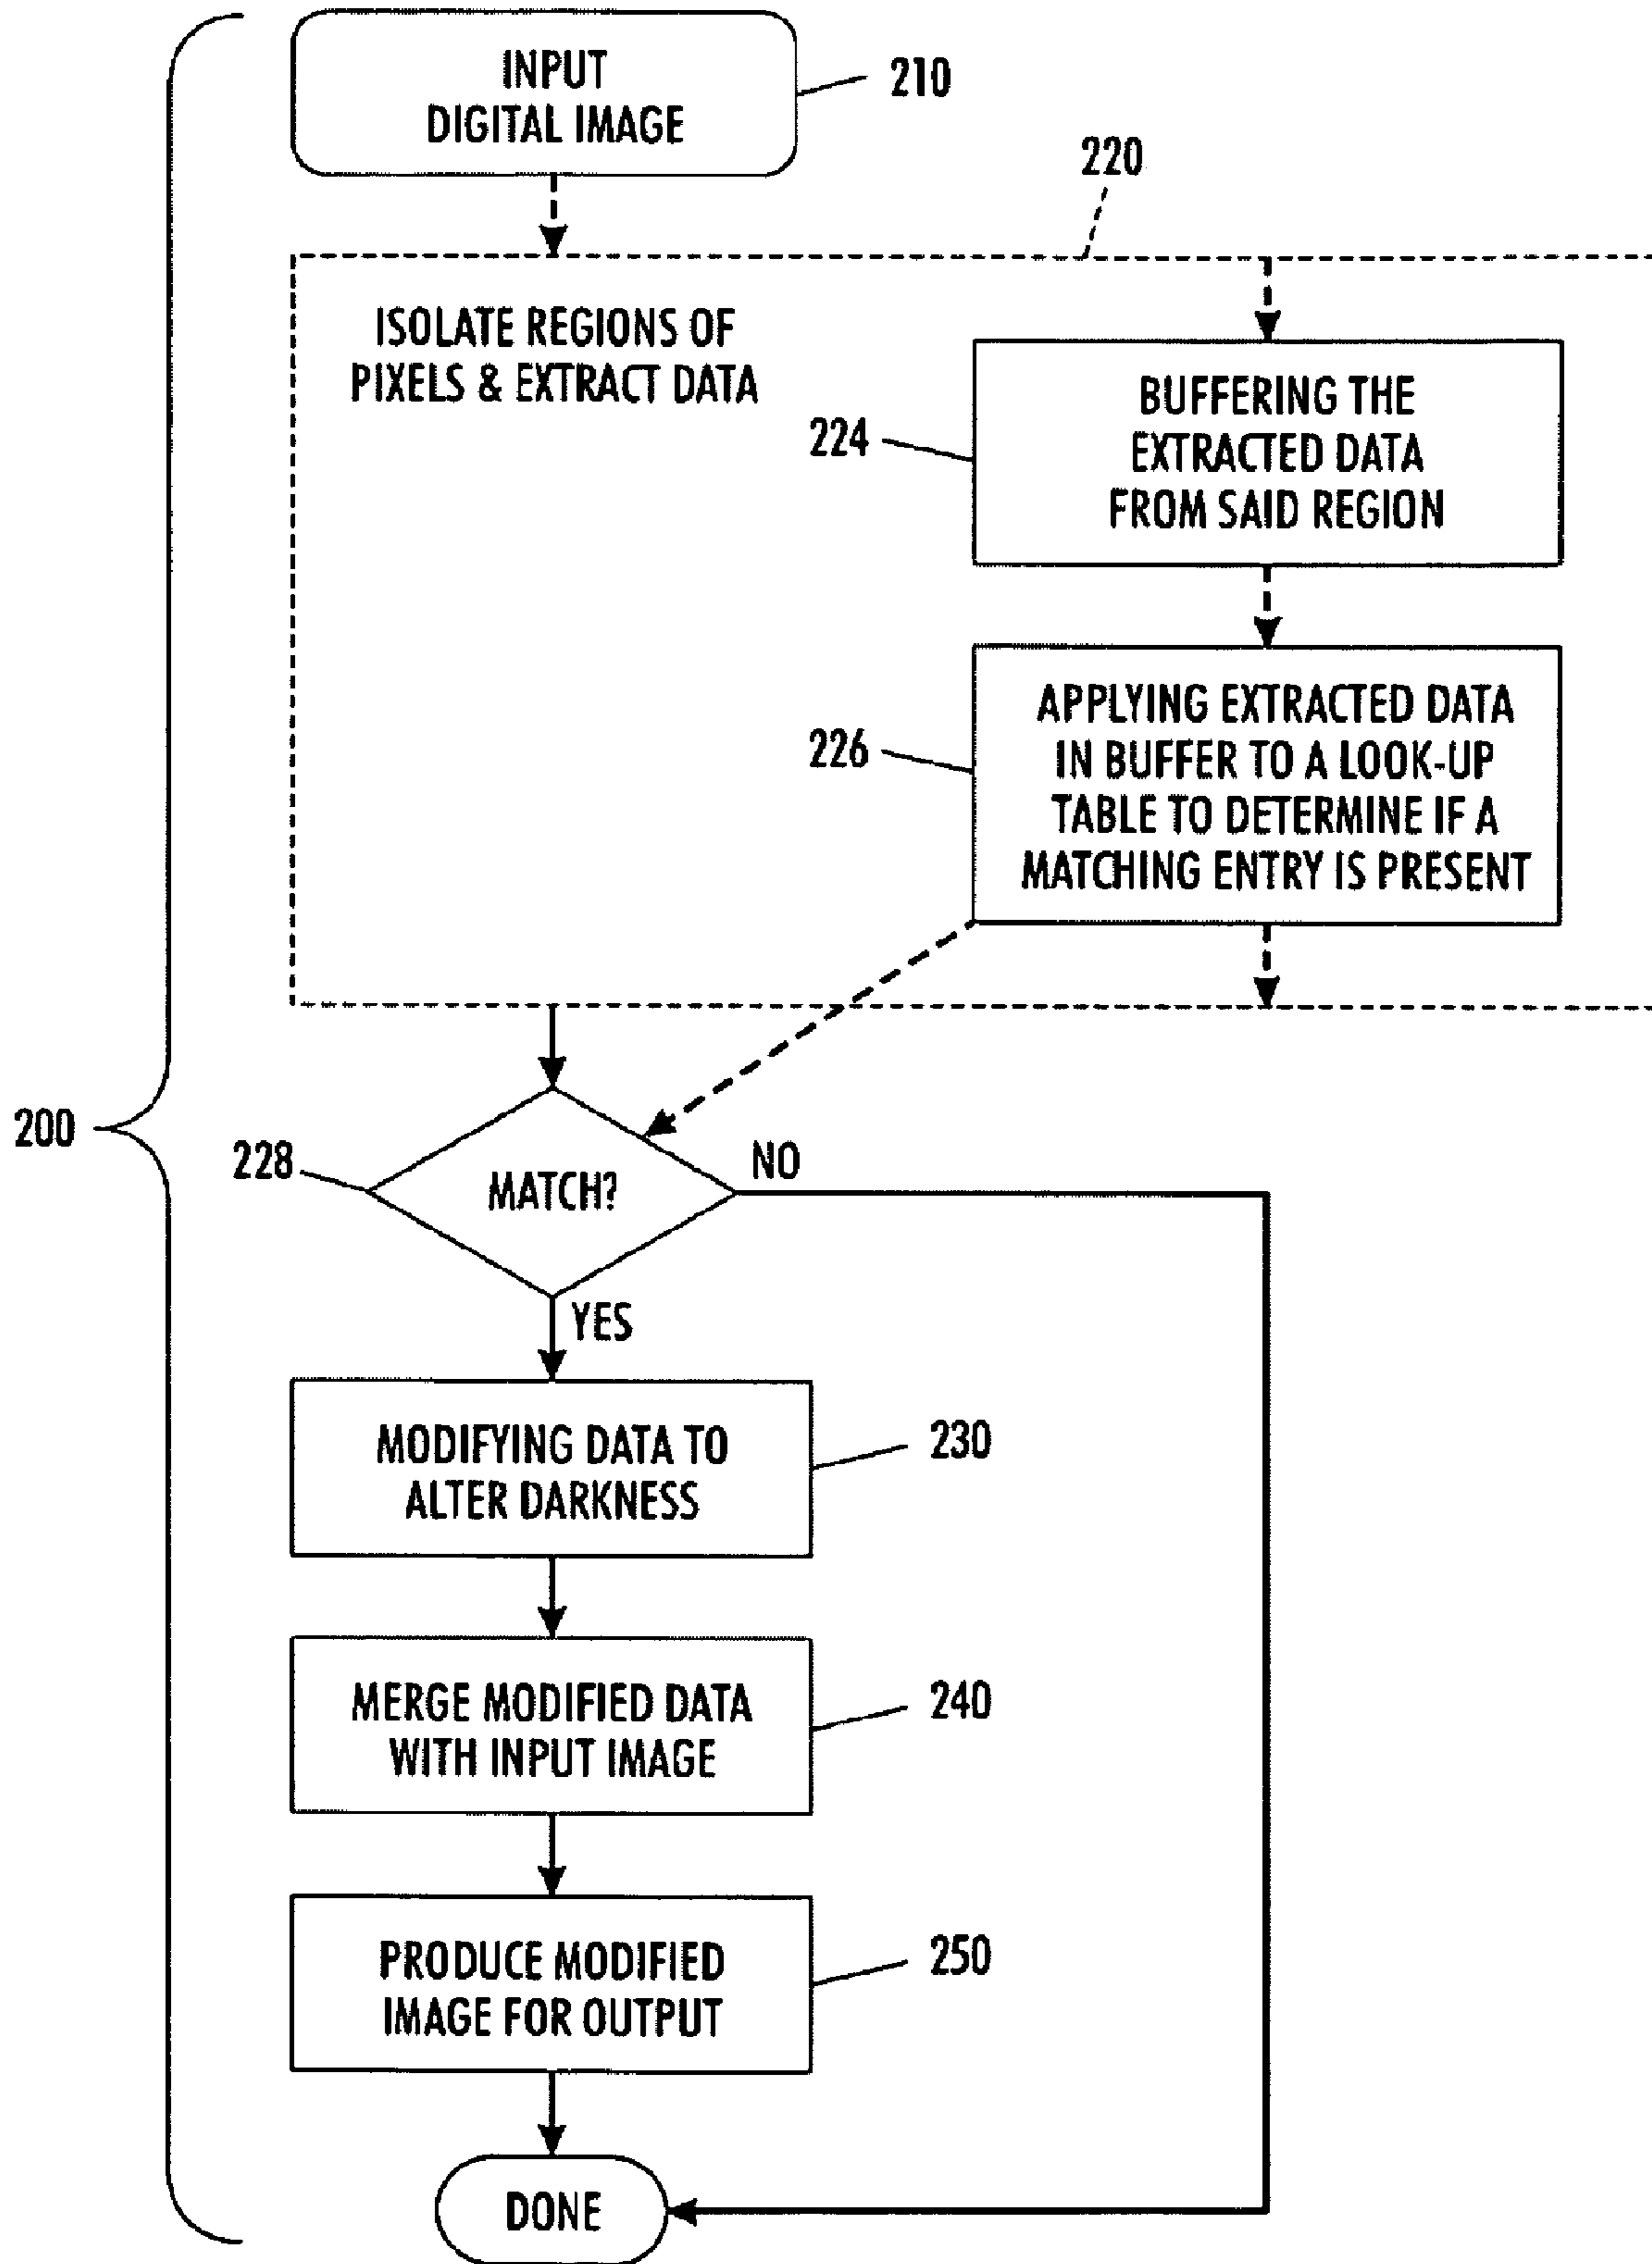 INPUT
DIGITAL IMAGE
210
220
ISOLATE REGIONS OF
PIXELS & EXTRACT DATA
224
BUFFERING THE
EXTRACTED DATA
FROM SAID REGION
226
APPLYING EXTRACTED DATA
IN BUFFER TO A LOOK-UP
TABLE TO DETERMINE IF A
MATCHING ENTRY IS PRESENT
200
228
MATCH?
NO
YES
MODIFYING DATA TO
ALTER DARKNESS
230
MERGE MODIFIED DATA
WITH INPUT IMAGE
240
PRODUCE MODIFIED
IMAGE FOR OUTPUT
250
DONE